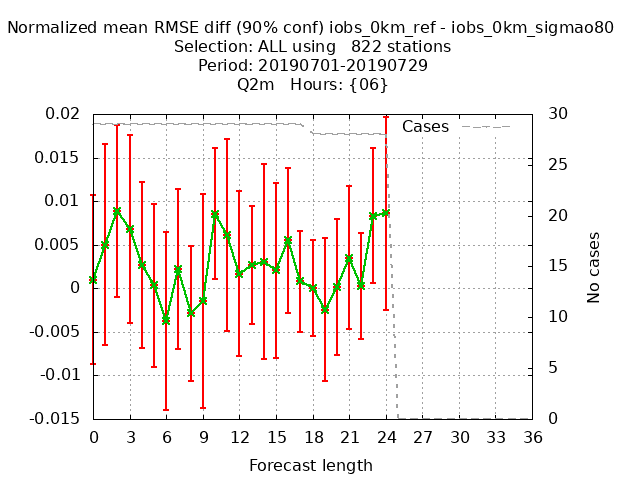 Normalized mean RMSE diff (90% conf) iobs_0km_ref - iobs_0km_sigmao80
Selection: ALL using   822 stations
Period: 20190701-20190729
Q2m   Hours: {06}
Cases
0.02
0.015
0.01
0.005
0
-0.005
-0.01
-0.015
30
25
20
15
10
5
0
No cases
0 3 6 9 12 15 18 21 24 27 30 33 36
Forecast length